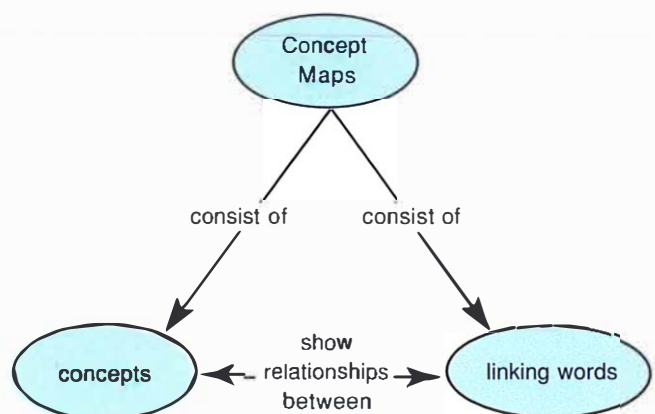 Concept
Maps
consist of
consist of
show
concepts
relationships
linking words
between